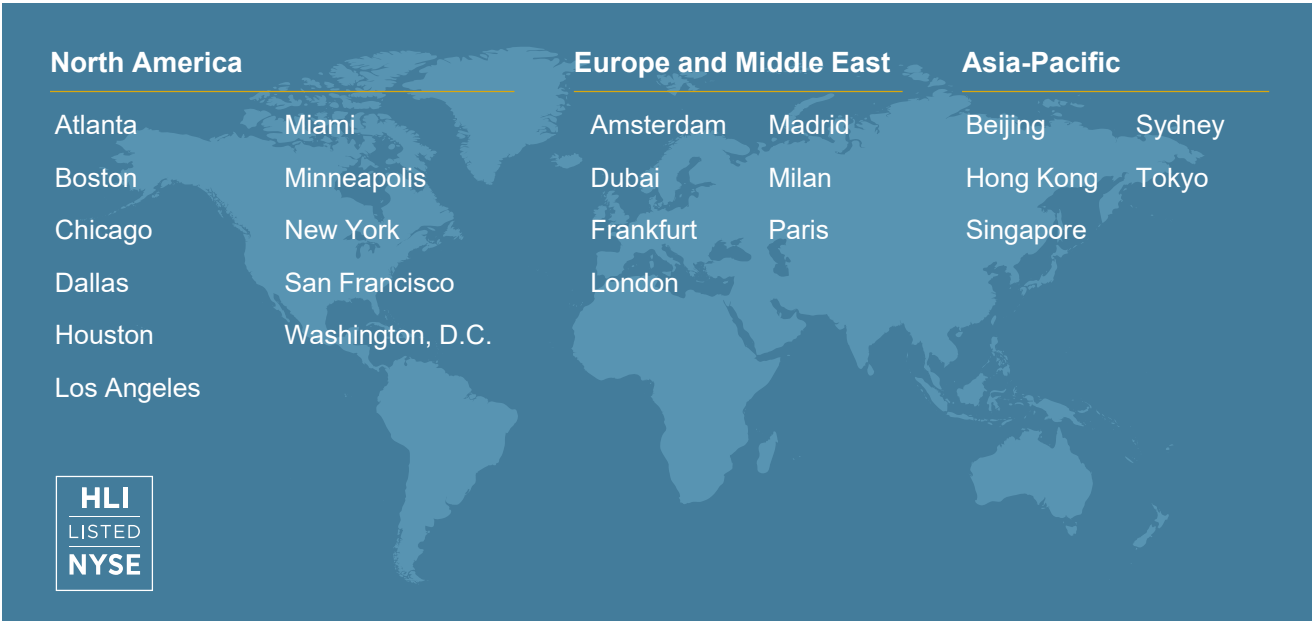 North America
Atlanta
Boston
Chicago
Dallas
Houston
Los Angeles
Miami
Minneapolis
New York
San Francisco
Washington, D.C.
Europe and Middle East
Amsterdam
Dubai
Frankfurt
London
Madrid
Milan
Paris
Asia-Pacific
Beijing
Hong Kong
Singapore
Sydney
Tokyo
HLI
LISTED
NYSE